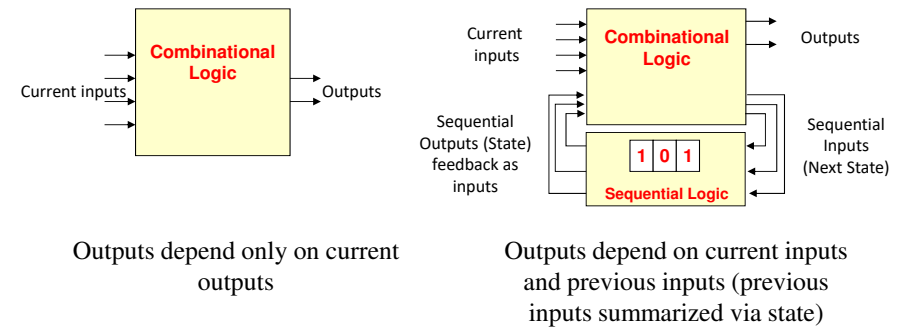 Combinational
Logic
Current inputs
Outputs
Outputs depend only on current
outputs
Current
inputs
Combinational
Logic
Outputs
Sequential
Outputs (State)
feedback as
inputs
1 0 1
Sequential Logic
Sequential
Inputs
(Next State)
Outputs depend on current inputs
and previous inputs (previous
inputs summarized via state)